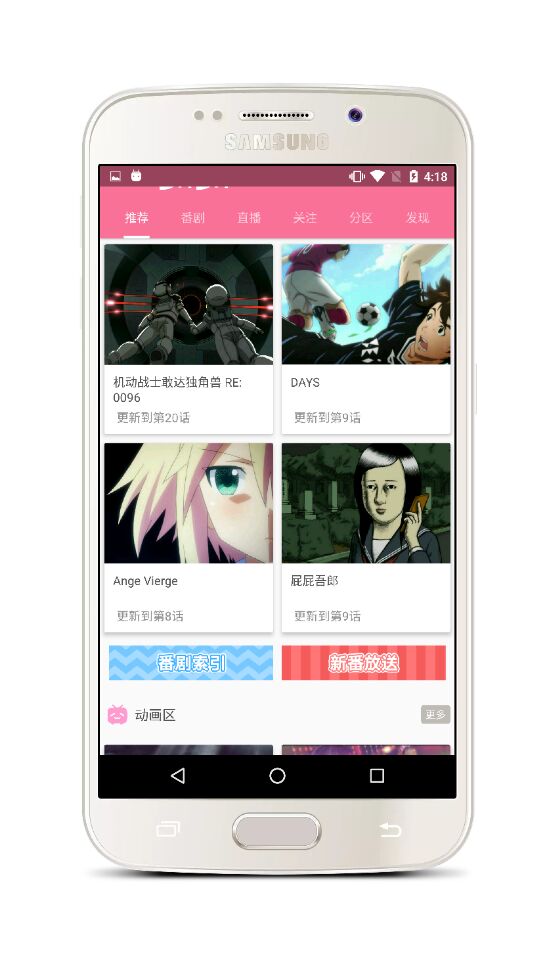 SAMSUNG
4:18
推荐
番剧
直播
关注
分区
发现
机动战士敢达独角兽 RE:
0096
更新到第20话
DAYS
更新到第9话
Ange Vierge
更新到第8话
屁屁吾郎
更新到第9话
番剧索引
新番放送
动画区
更多